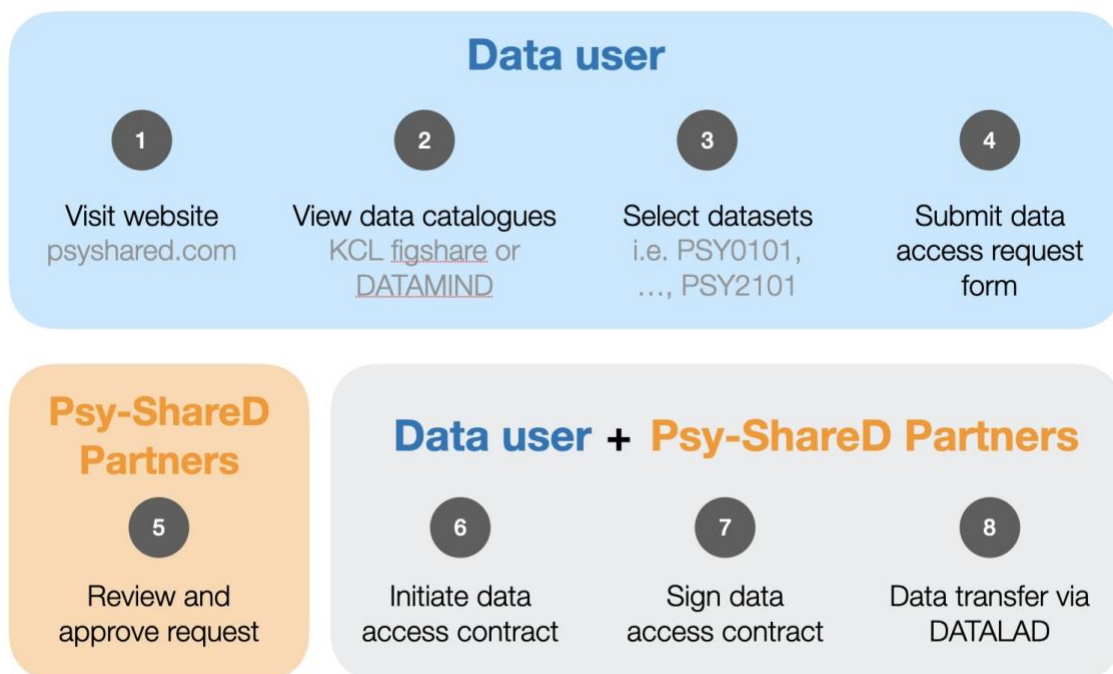 Data user
1
Visit website
psyshared.com
2
View data catalogues
KCL figshare or
DATAMIND
3
Select datasets
i.e. PSY0101,
…, PSY2101
4
Submit data
access request
form
Psy-ShareD
Partners
5
Review and
approve request
Data user + Psy-ShareD Partners
6
Initiate data
access contract
7
Sign data
access contract
8
Data transfer via
DATALAD